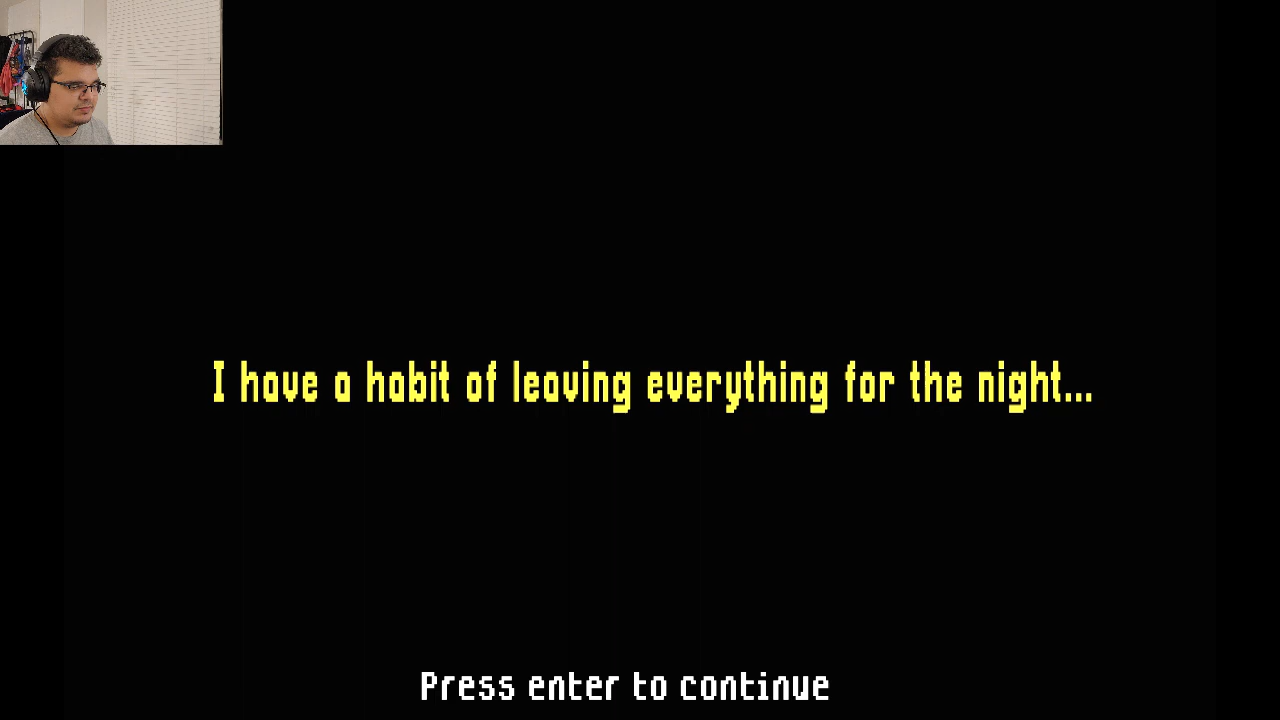 I have a habit of leaving everything for the night...
Press enter to continue